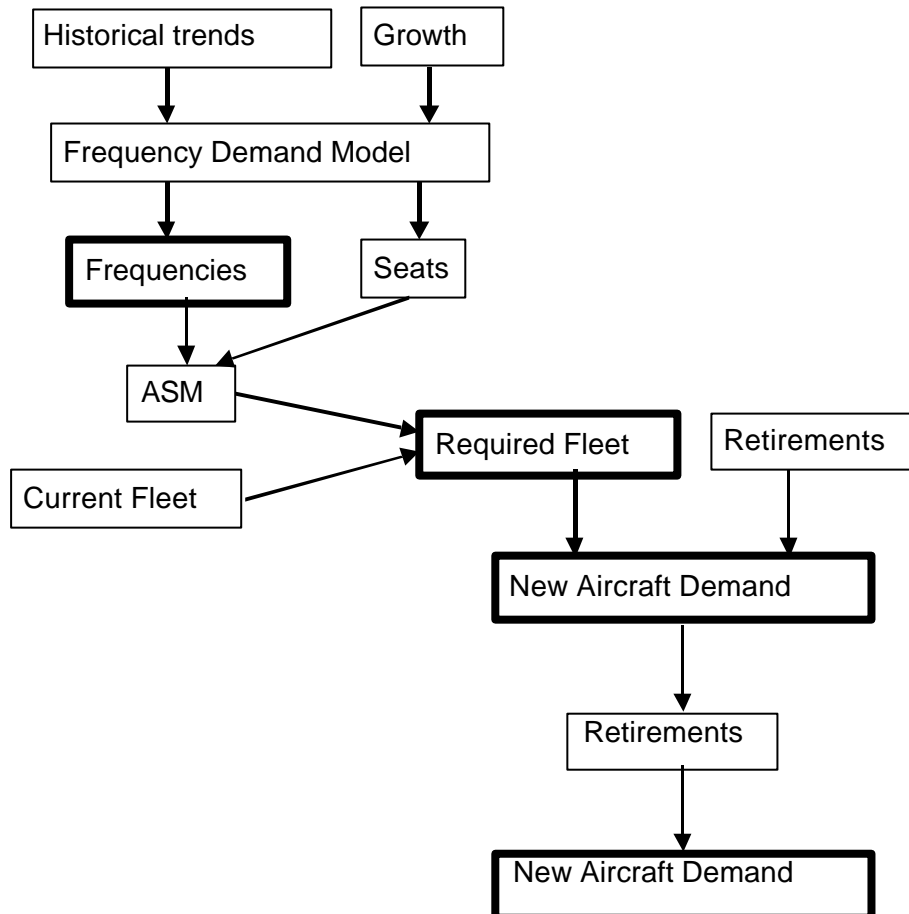 Historical trends
Growth
Frequency Demand Model
Frequencies
Seats
ASM
Required Fleet
Retirements
Current Fleet
New Aircraft Demand
Retirements
New Aircraft Demand